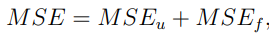 $MSE = MSE_u + MSE_f,$